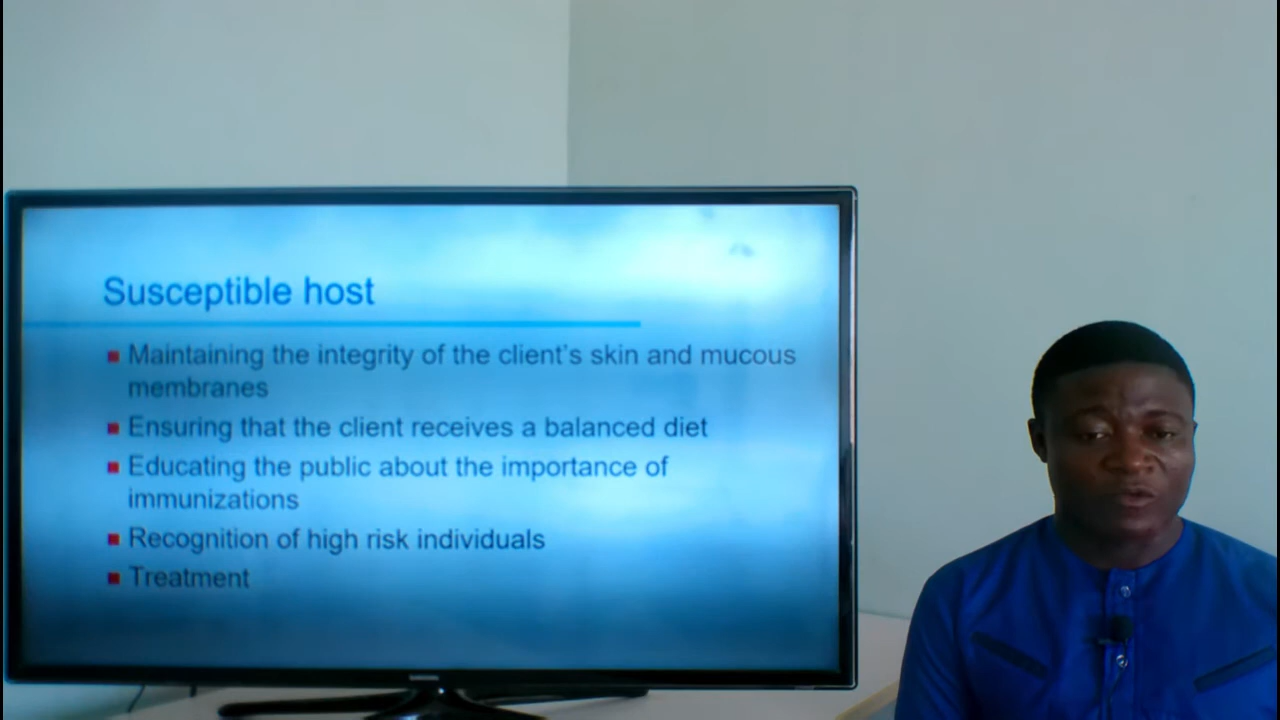 Susceptible host
Maintaining the integrity of the client's skin and mucous
membranes
Ensuring that the client receives a balanced diet
Educating the public about the importance of
immunizations
Recognition of high risk individuals
Treatment
SAMSUNG